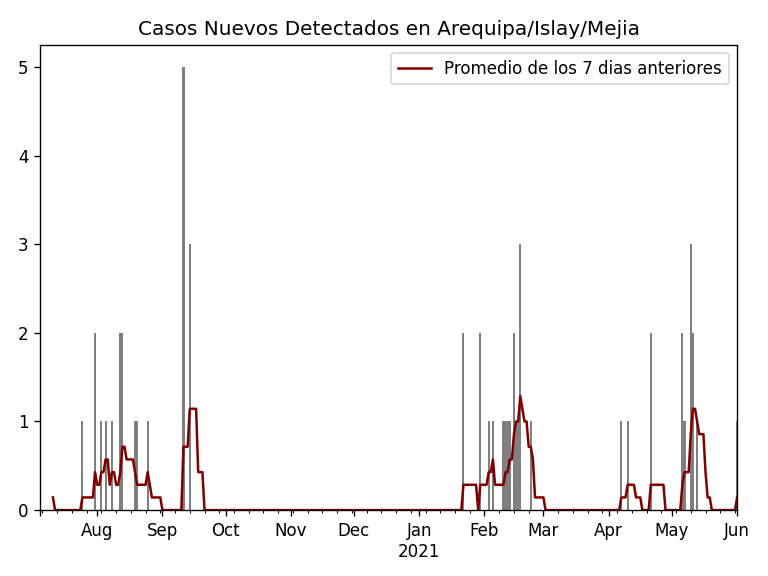 Casos Nuevos Detectados en Arequipa/Islay/Mejia
Promedio de los 7 dias anteriores
5
4
3
2
1
0
Aug Sep Oct Nov Dec Jan Feb Mar Apr May Jun
2021